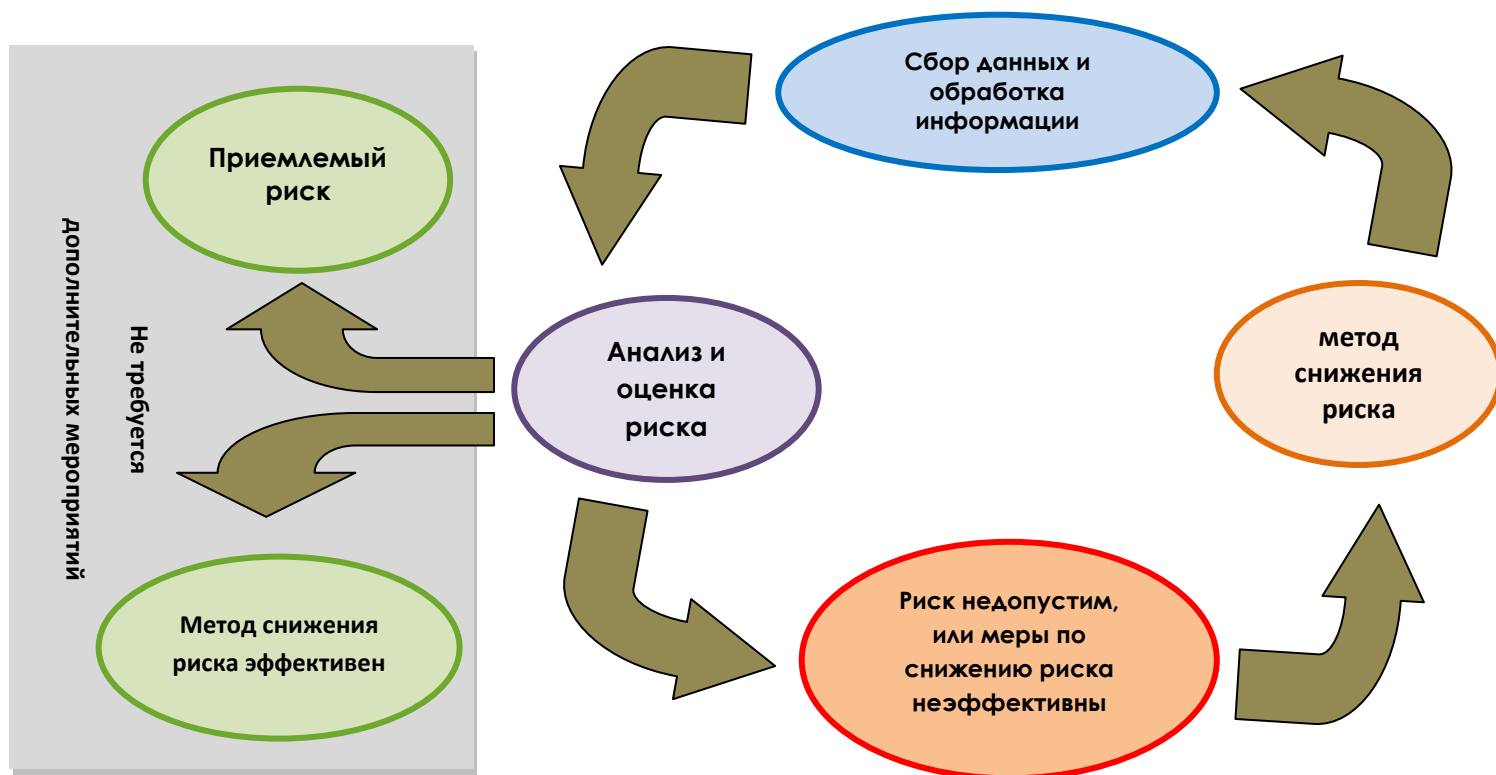 Сбор данных и
обработка
информации
Приемлемый
риск
дополнительных мероприятий
Не требуется
Анализ и
оценка
риска
метод
снижения
риска
Метод снижения
риска эффективен
Риск недопустим,
или меры по
снижению риска
неэффективны